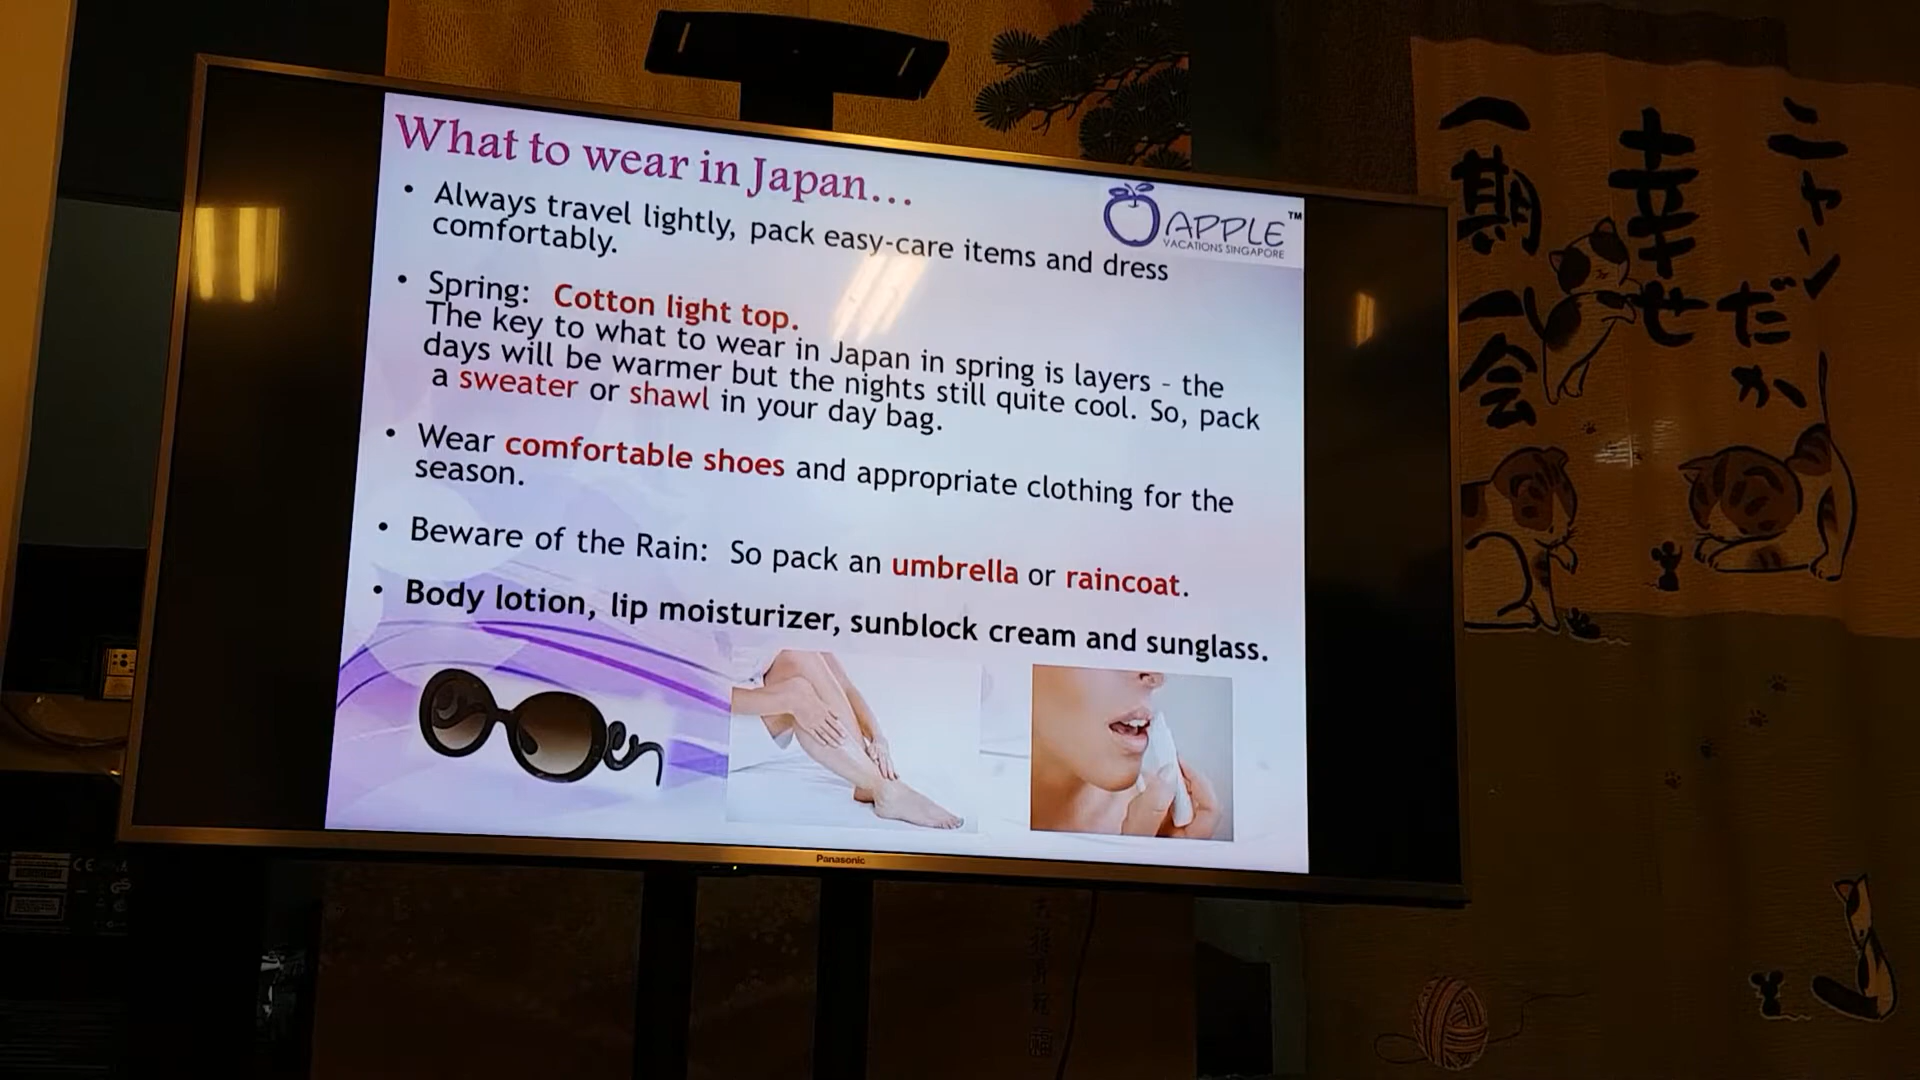 What to wear in Japan...
APPLE™
VACATIONS SINGAPORE
• Always travel lightly, pack easy-care items and dress
comfortably.
• Spring: Cotton light top.
The key to what to wear in Japan in spring is layers - the
days will be warmer but the nights still quite cool. So, pack
a sweater or shawl in your day bag.
• Wear comfortable shoes and appropriate clothing for the
season.
• Beware of the Rain: So pack an umbrella or raincoat.
• Body lotion, lip moisturizer, sunblock cream and sunglass.
Panasonic
ニャンだか
幸せ
一期一会
CE